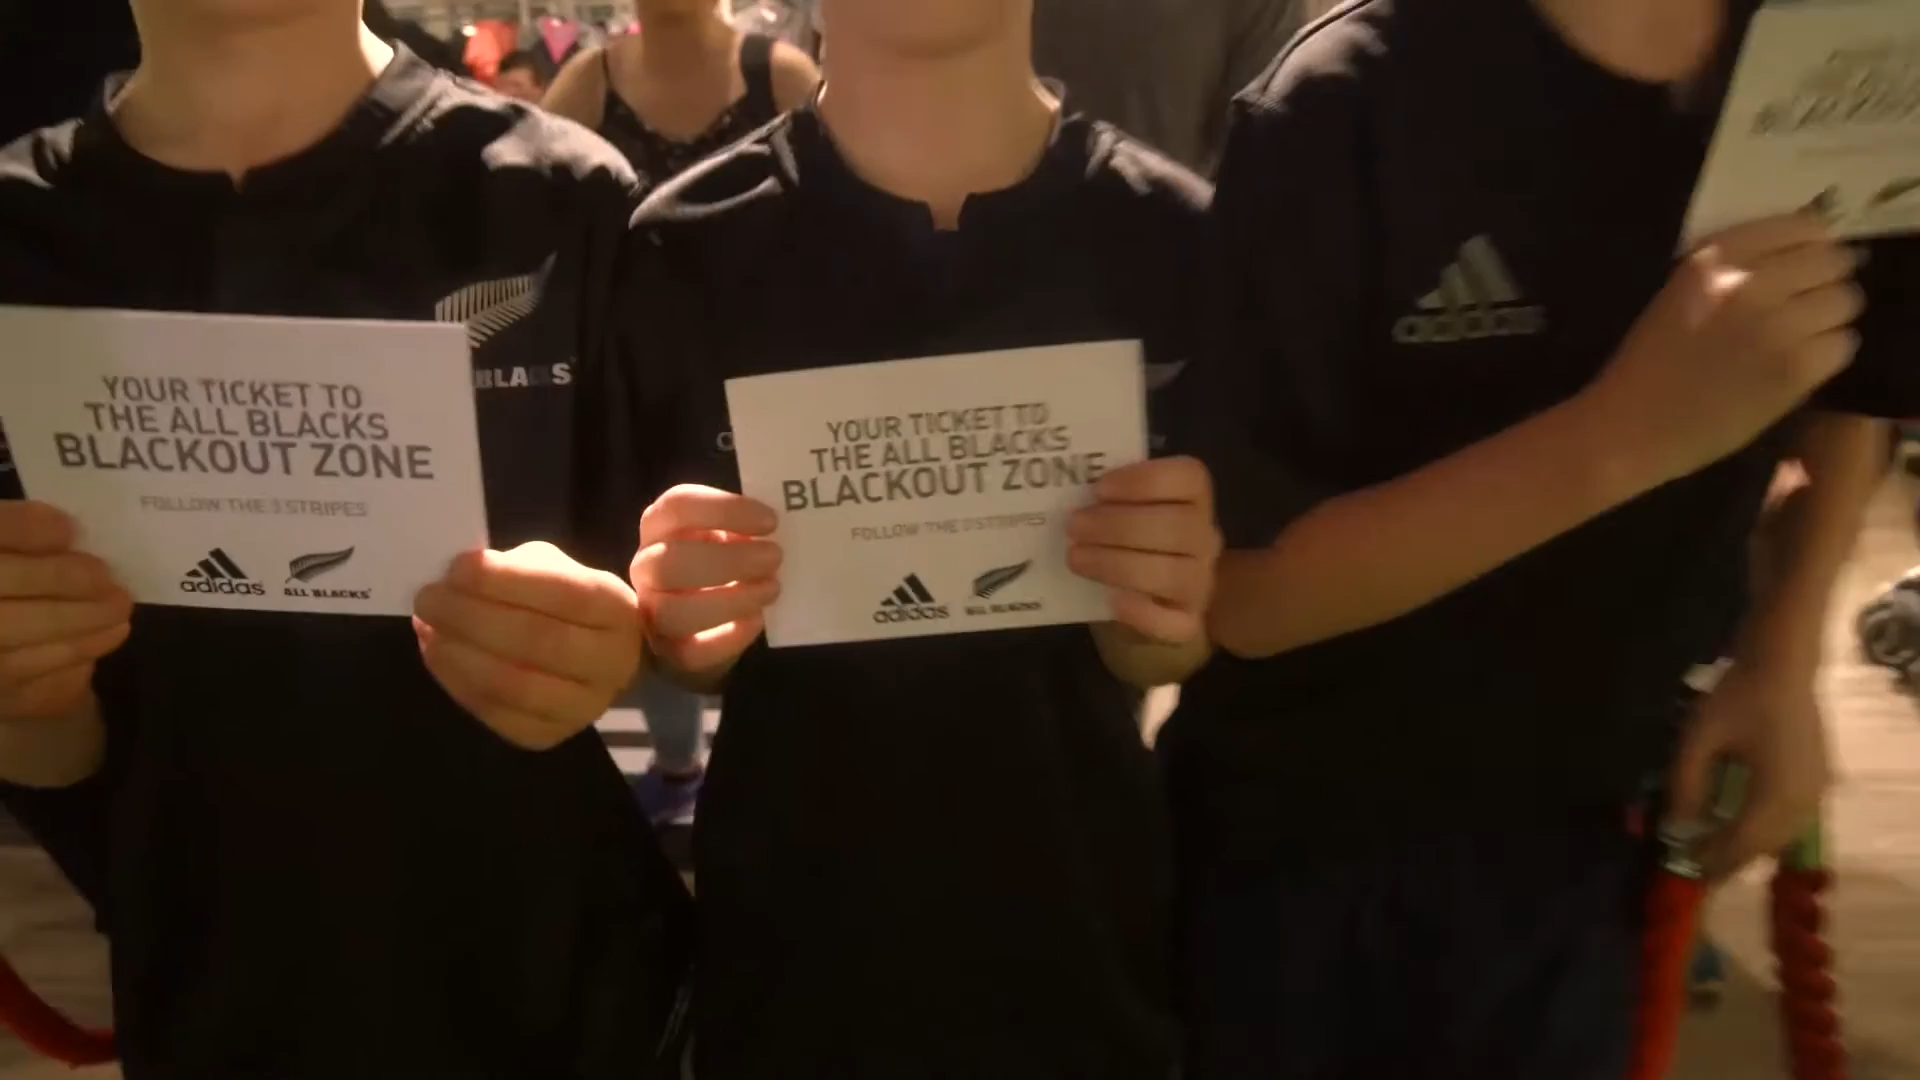 YOUR TICKET TO
THE ALL BLACKS
BLACKOUT ZONE
FOLLOW THE 3 STRIPES
adidas
ALL BLACKS
BLACKS
YOUR TICKET TO
THE ALL BLACKS
BLACKOUT ZONE
FOLLOW THE 3 STRIPES
adidas
ALL BLACKS
adidas